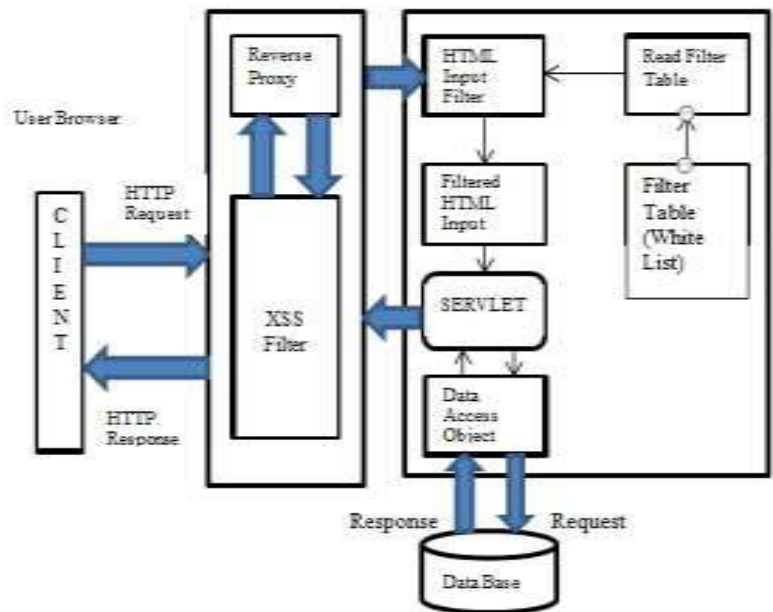 User Browser
C
L
I
E
N
T
HTTP
Request
HTTP
Response
Reverse
Proxy
XSS
Filter
HTML
Input
Filter
Read Filter
Table
Filtered
HTML
Input
Filter
Table
(White
List)
SERVLET
Data
Access
Object
Response
Request
Data Base